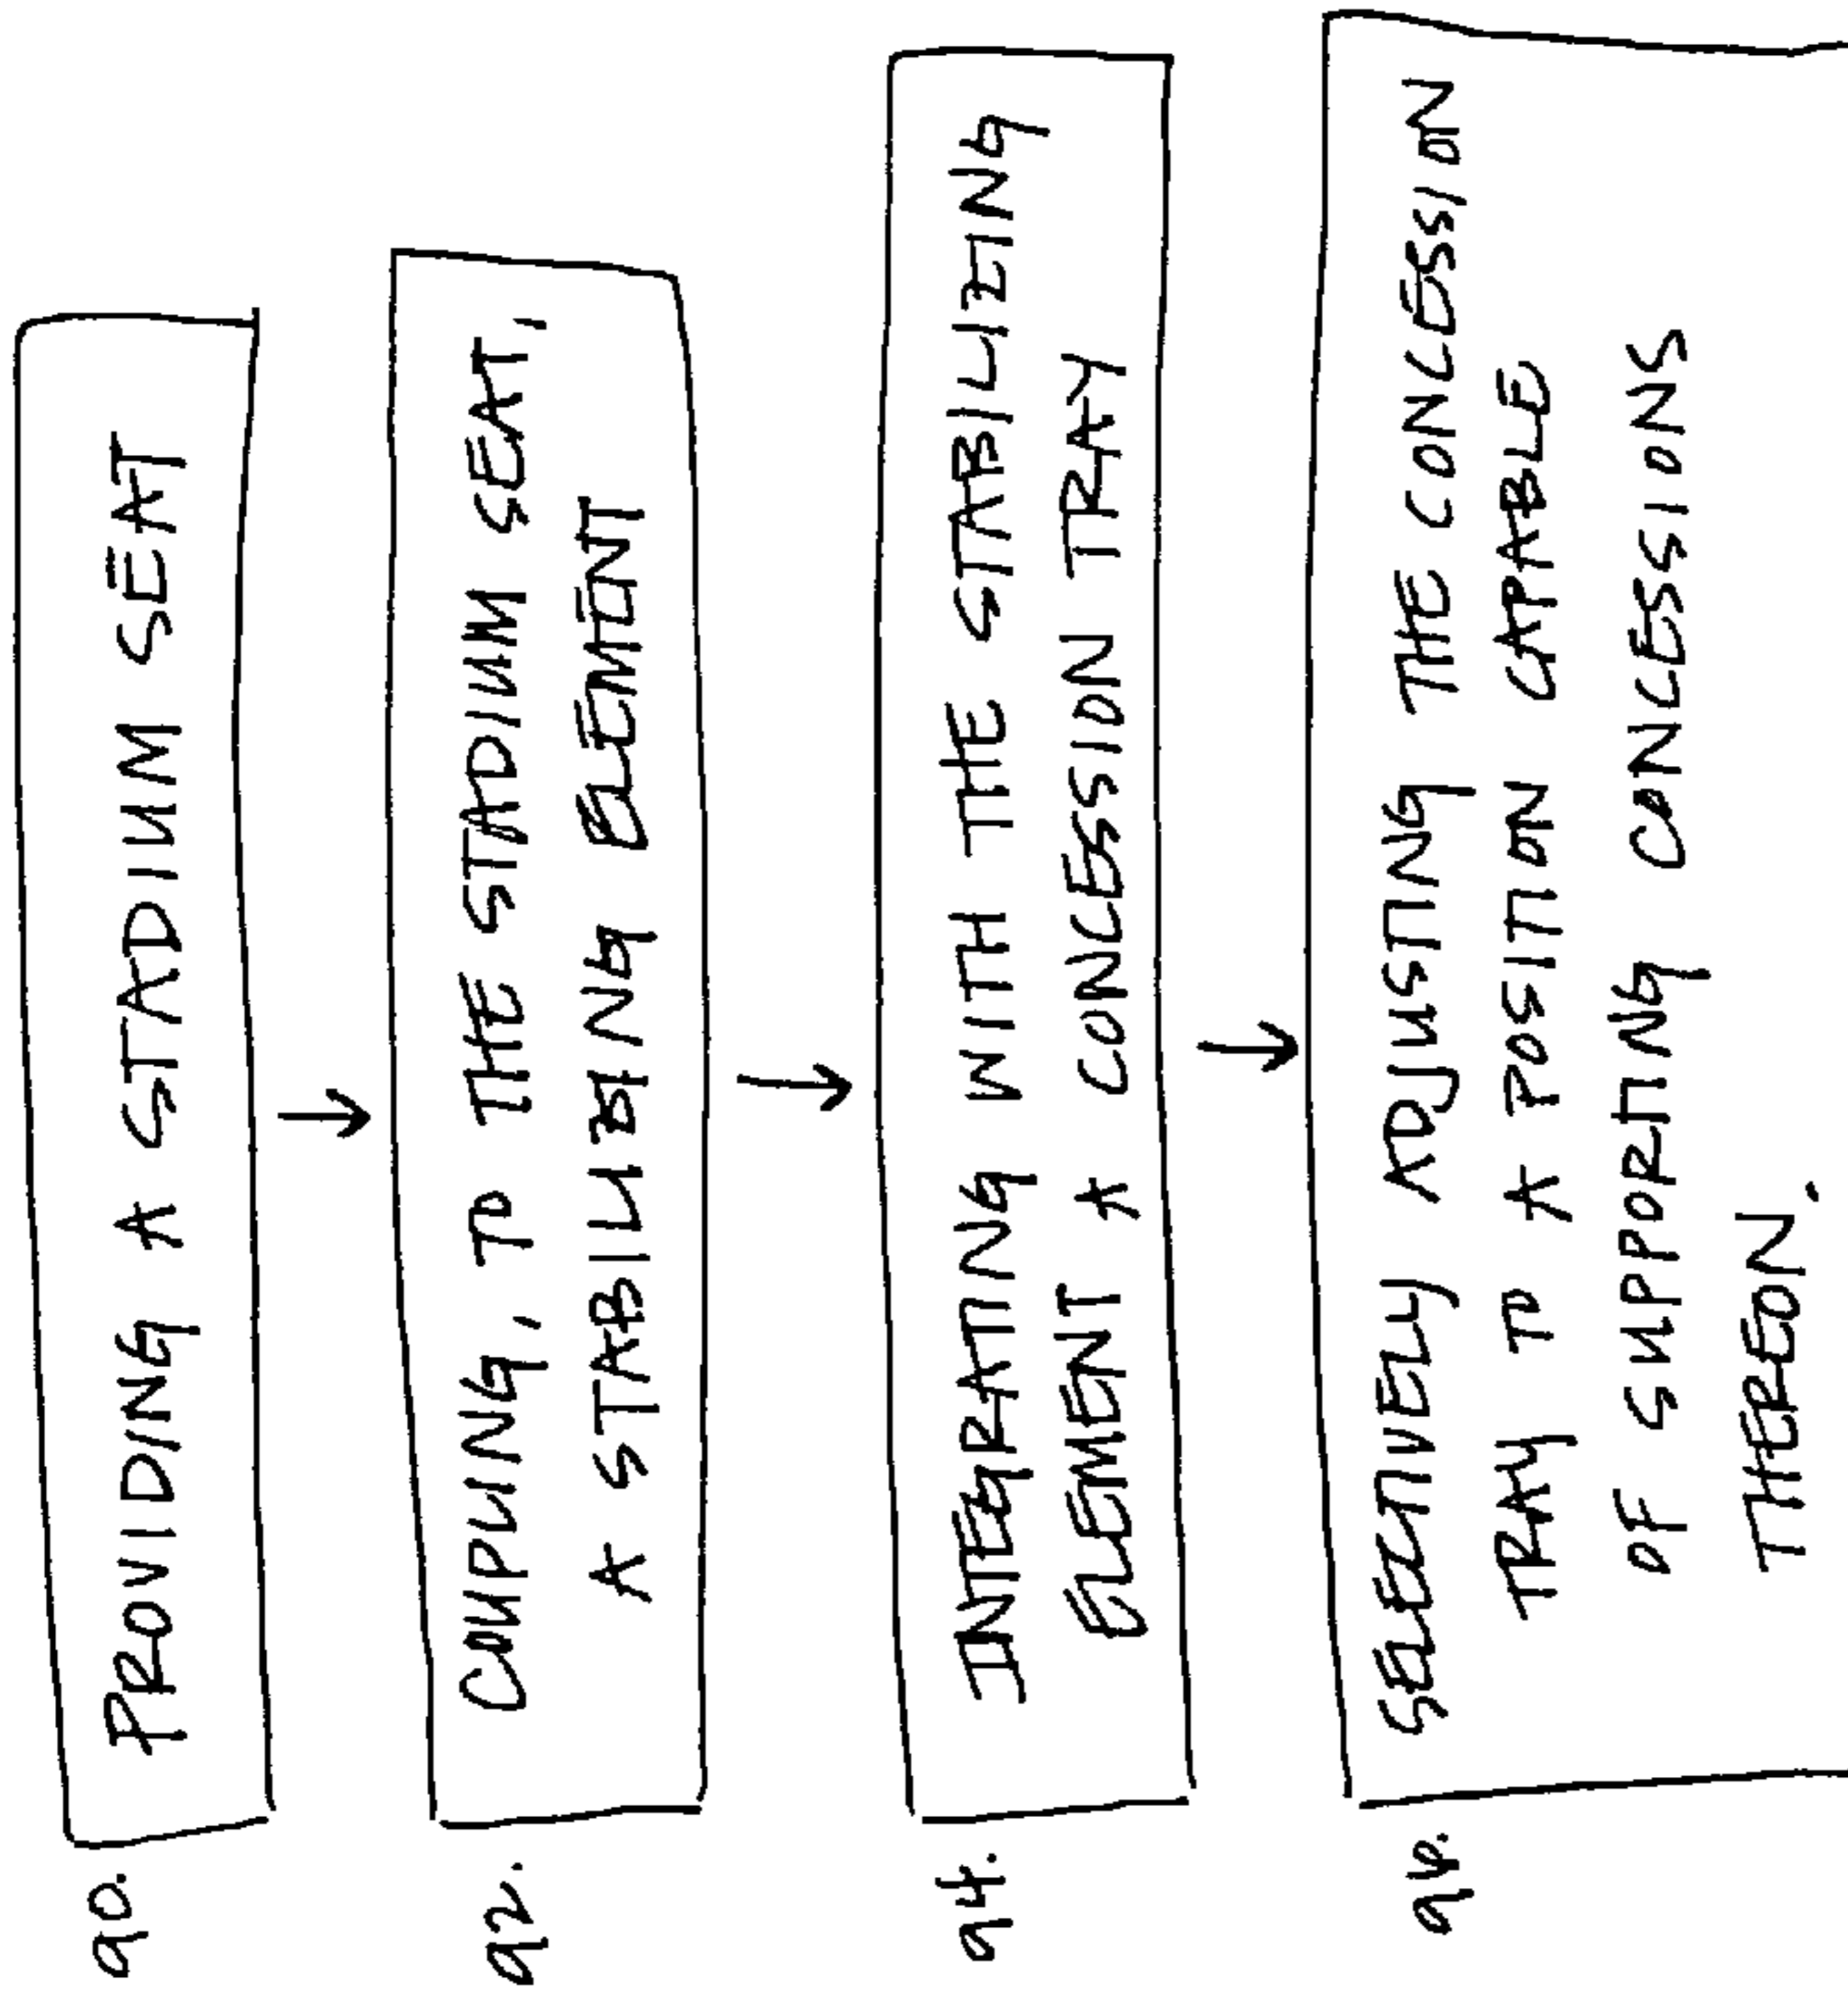 90. PROVIDING A STADIUM SEAT
92. COUPLING, TO THE STADIUM SEAT,
A STABILIZING ELEMENT
94. INTEGRATING WITH THE STABILIZING
ELEMENT A CONCESSION TRAY
96. SELECTIVELY ADJUSTING THE CONCESSION
TRAY TO A POSITION CAPABLE
OF SUPPORTING CONCESSIONS
THEREON.